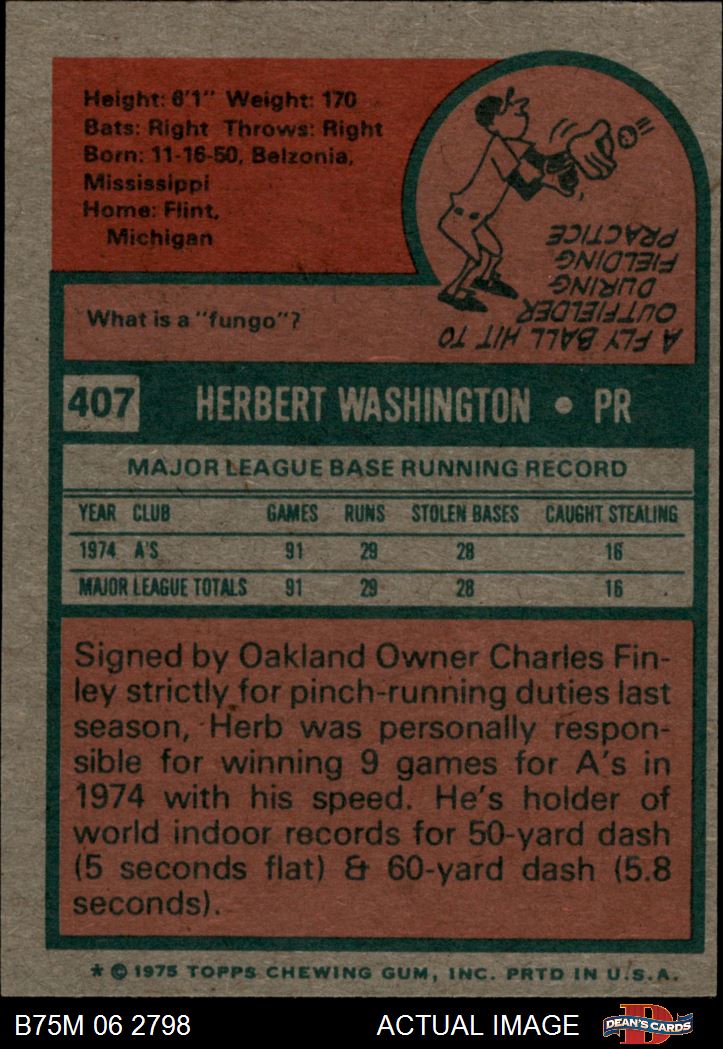 Height: 6'1" Weight: 170
Bats: Right Throws: Right
Born: 11-16-50, Belzonia,
Mississippi
Home: Flint,
Michigan
What is a "fungo"?
A FLY BALL HIT TO
OUTFIELDER
DURING
FIELDING
PRACTICE
407 HERBERT WASHINGTON • PR
MAJOR LEAGUE BASE RUNNING RECORD
YEAR CLUB GAMES RUNS STOLEN BASES CAUGHT STEALING
1974 A'S 91 29 28 16
MAJOR LEAGUE TOTALS 91 29 28 16
Signed by Oakland Owner Charles Fin-
ley strictly for pinch-running duties last
season, Herb was personally respon-
sible for winning 9 games for A's in
1974 with his speed. He's holder of
world indoor records for 50-yard dash
(5 seconds flat) & 60-yard dash (5.8
seconds).
* © 1975 TOPPS CHEWING GUM, INC. PRTD IN U.S.A.
B75M 06 2798 ACTUAL IMAGE DEAN'S CARDS